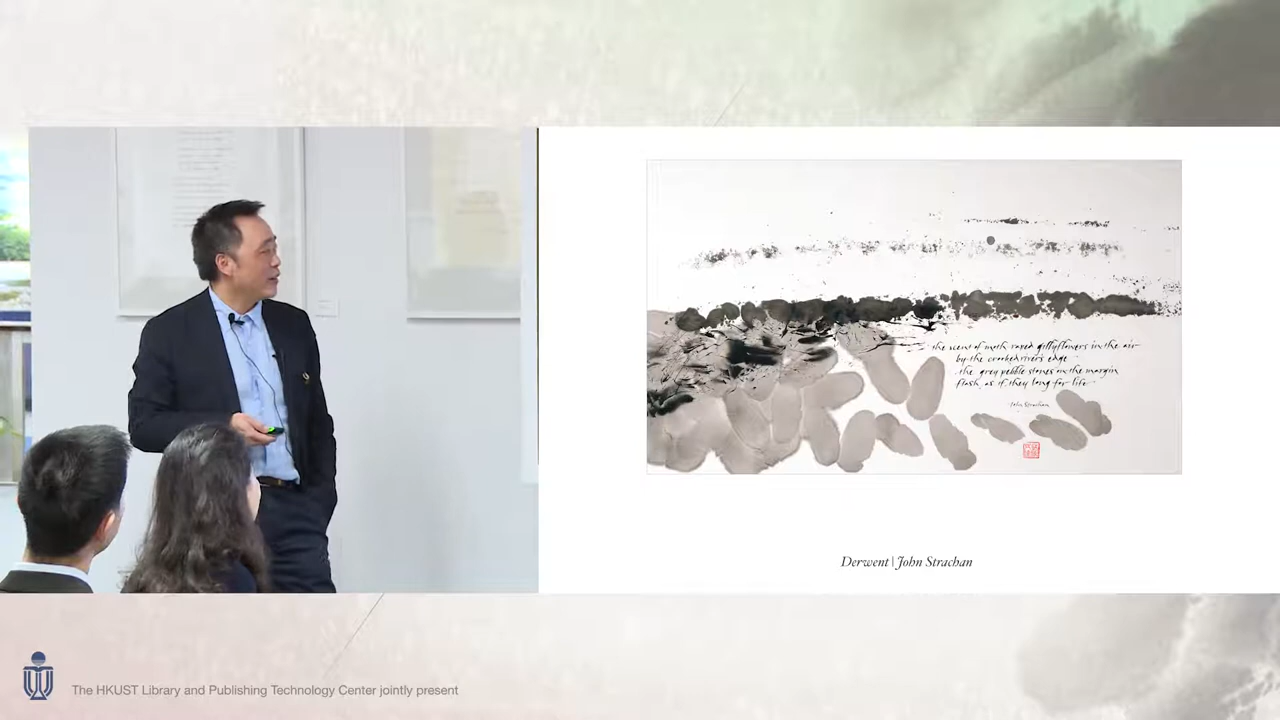 the scent of moth rared gillyflowers in the air
by the crooked river's edge
the grey pebble stones in the margin
flash, as if they long for life
John Strachan
Derwent | John Strachan
The HKUST Library and Publishing Technology Center jointly present